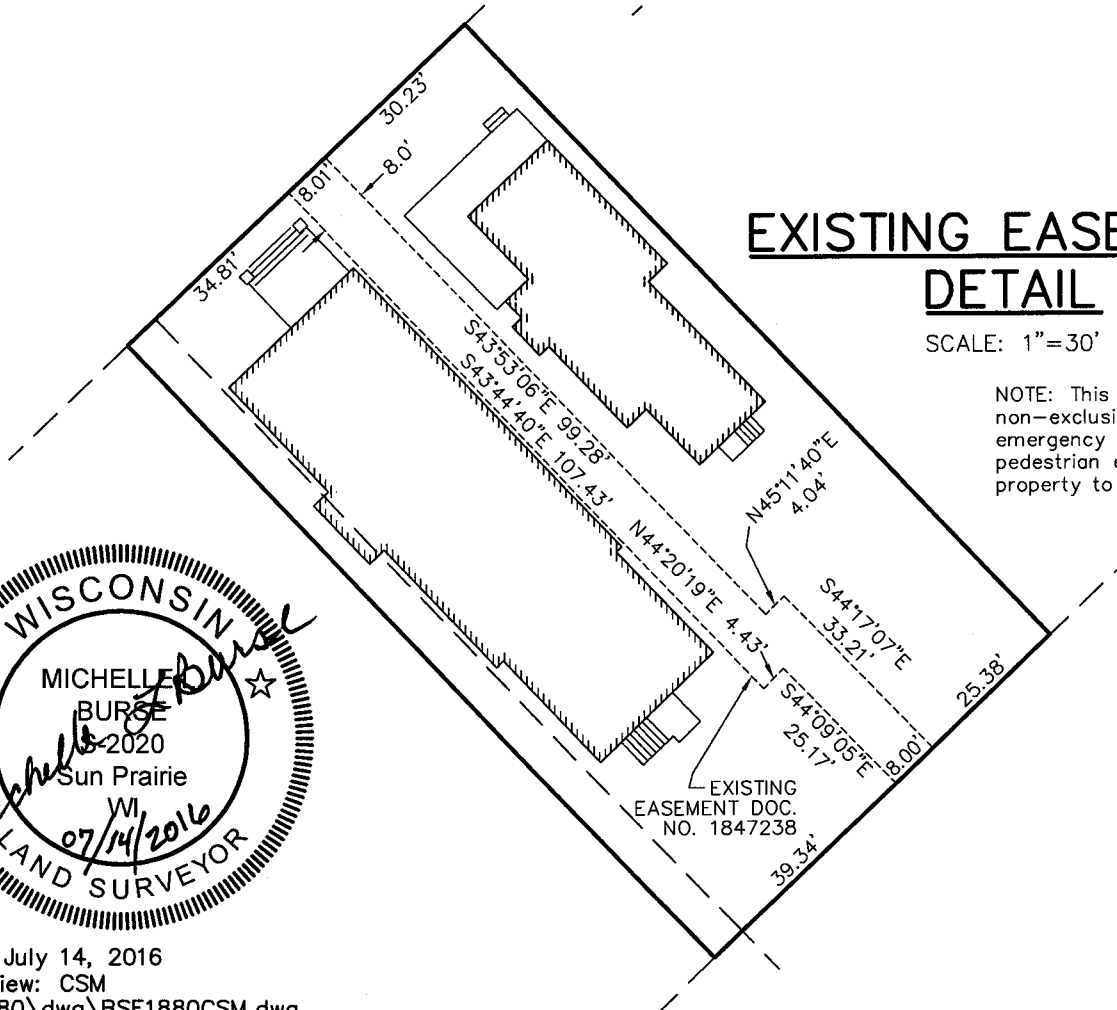 30.23'
8.01'
8.0'
34.81'
EXISTING EASE
DETAIL
SCALE: 1"=30'
NOTE: This
non-exclusi
emergency
pedestrian e
property to
S43°53'06"E 99.28'
S43°44'40"E 107.43'
N45°11'40"E
4.04'
N44°20'19"E 4.43'
S44°17'07"E
33.21'
S44°09'05"E
25.17'
8.00'
25.38'
39.34'
EXISTING
EASEMENT DOC.
NO. 1847238
WISCONSIN
MICHELLE L
BURSE
S-2020
Sun Prairie
WI
07/14/2016
LAND SURVEYOR
July 14, 2016
iew: CSM
80\dwg\BSE1880CSM.dwg